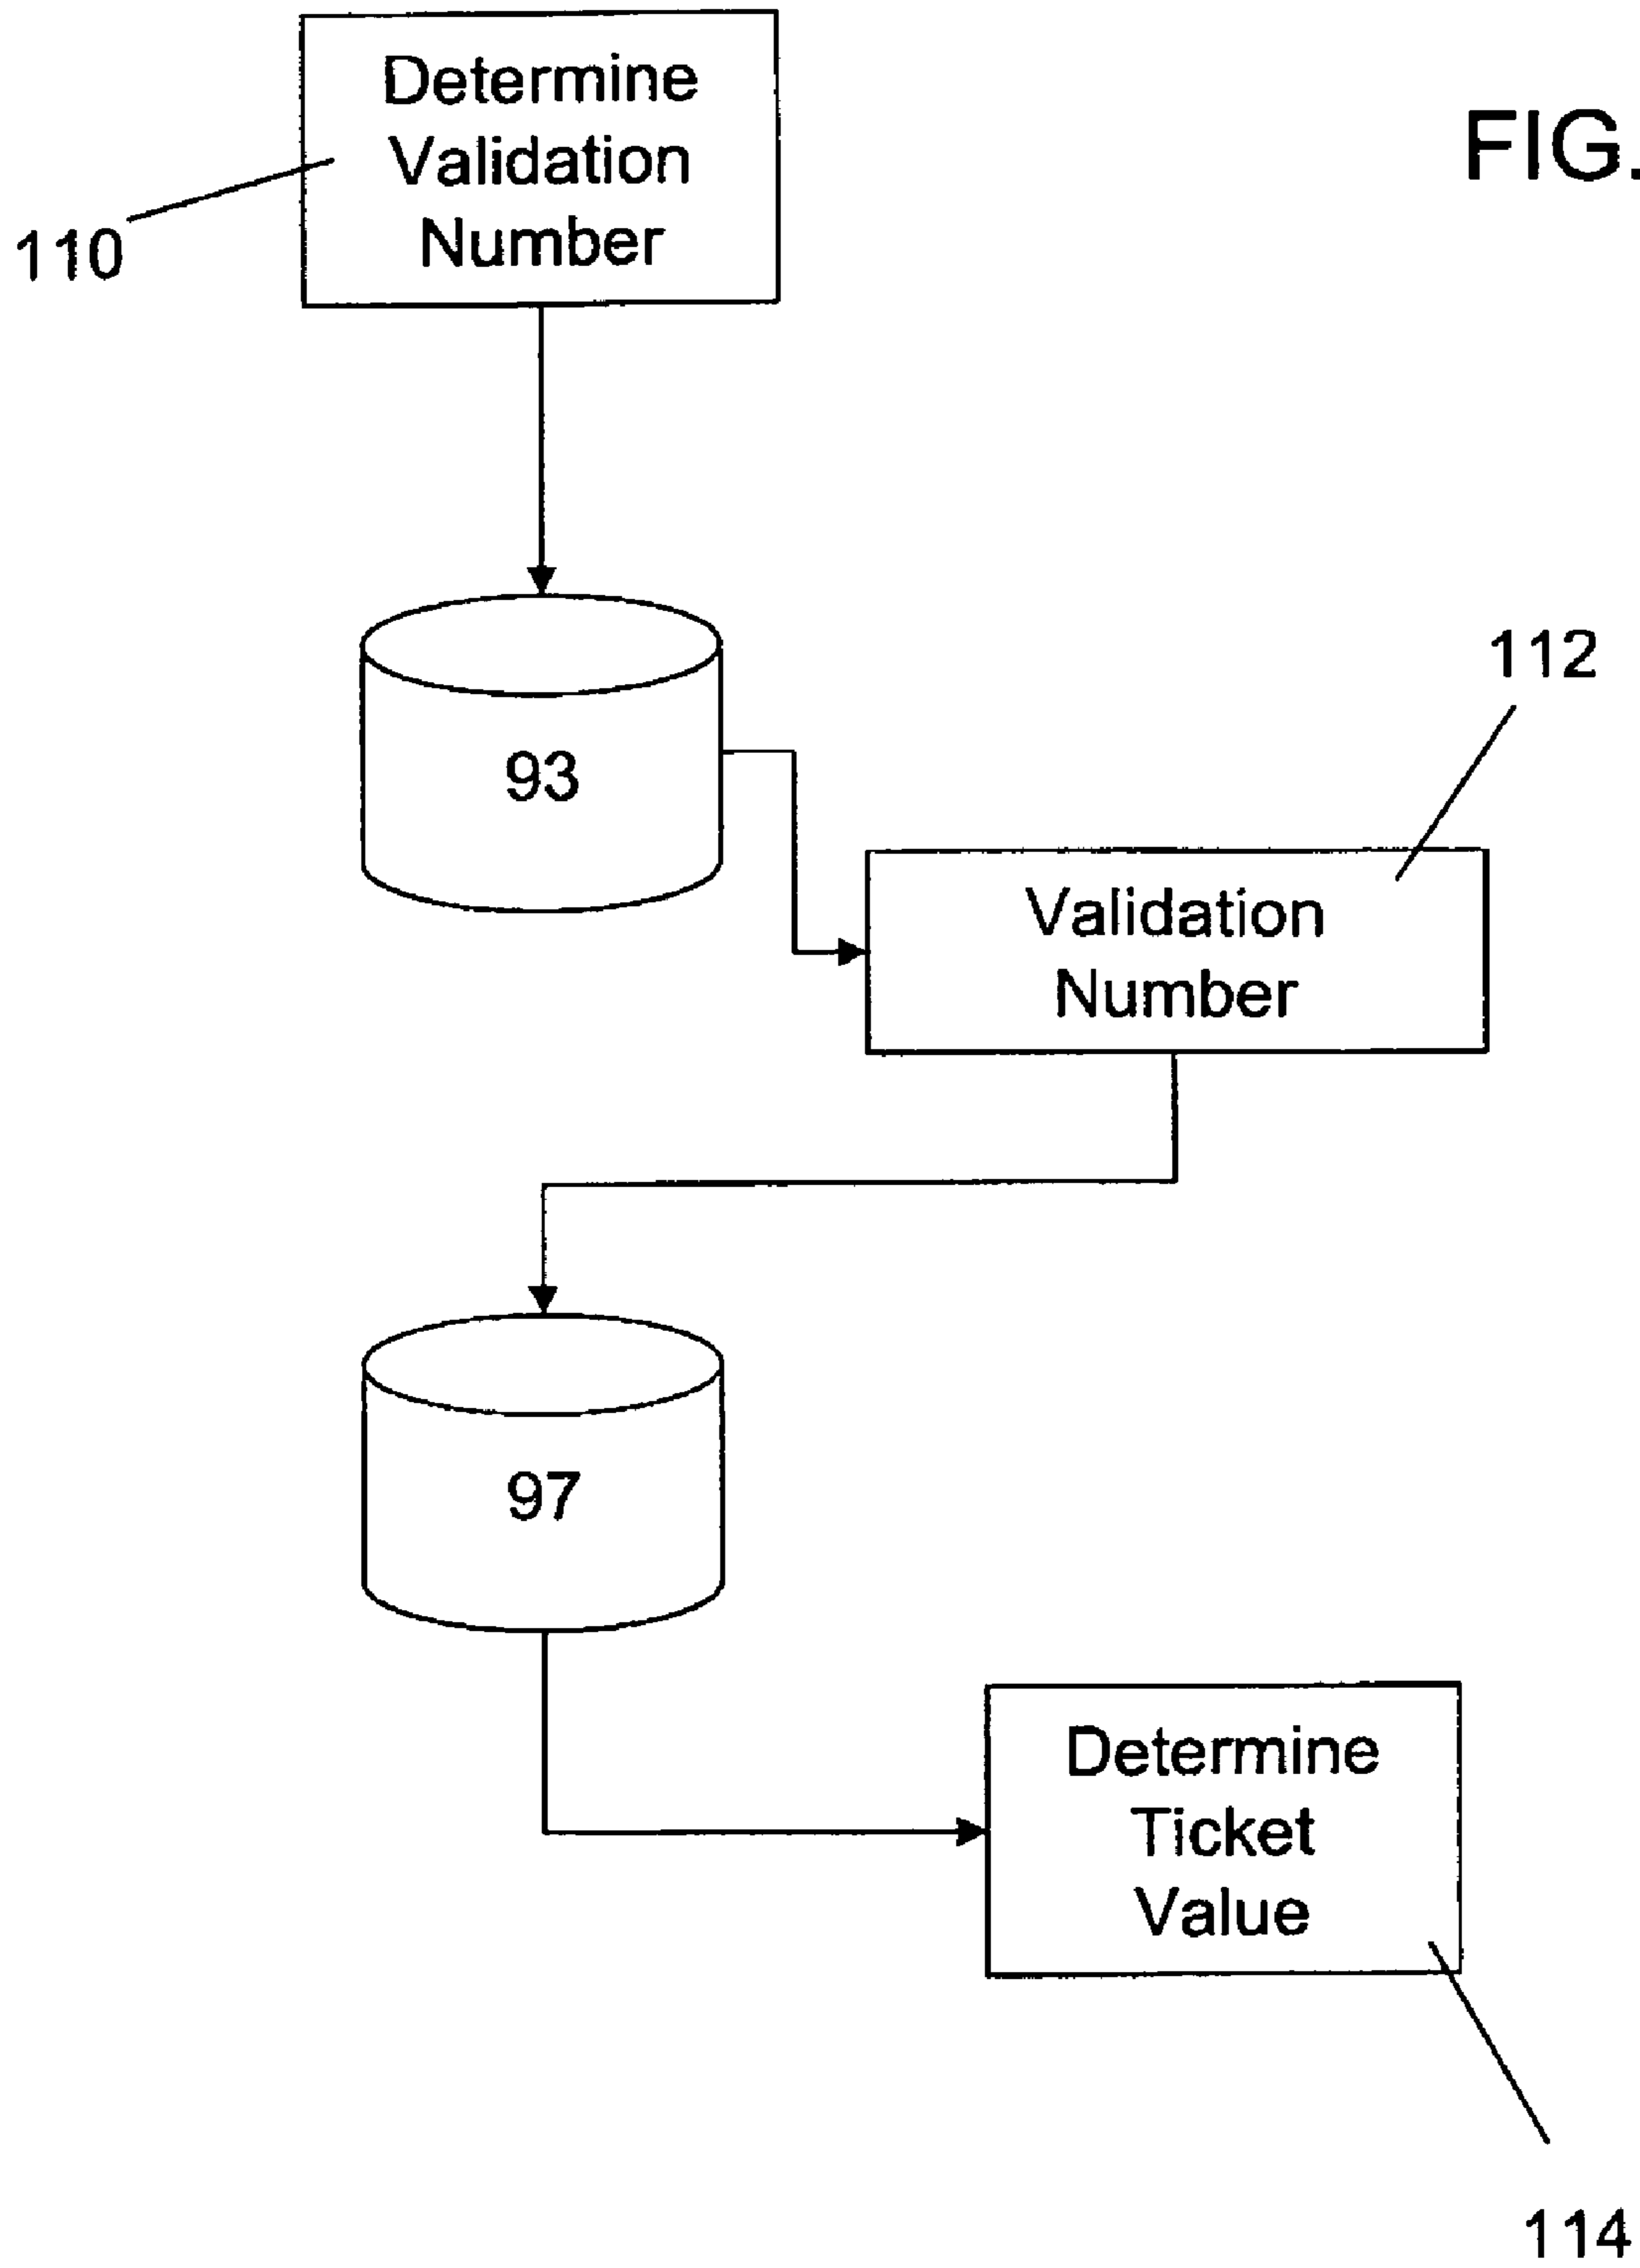 Determine
Validation
Number
FIG.
110
93
112
Validation
Number
97
Determine
Ticket
Value
114